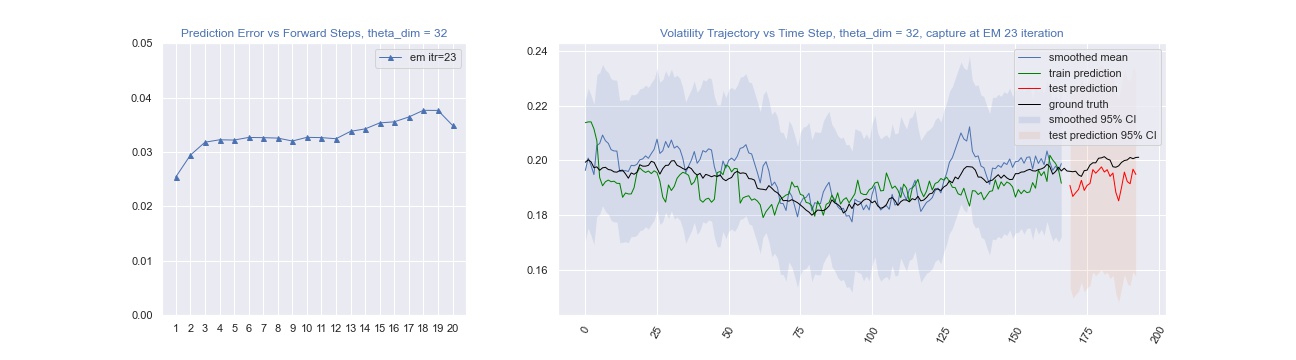 Prediction Error vs Forward Steps, theta_dim = 32
0.05
0.04
0.03
0.02
0.01
0.00
em itr=23
1 2 3 4 5 6 7 8 9 10 11 12 13 14 15 16 17 18 19 20
Volatility Trajectory vs Time Step, theta_dim = 32, capture at EM 23 iteration
0.24
0.22
0.20
0.18
0.16
smoothed mean
train prediction
test prediction
ground truth
smoothed 95% CI
test prediction 95% CI
0 25 50 75 100 125 150 175 200